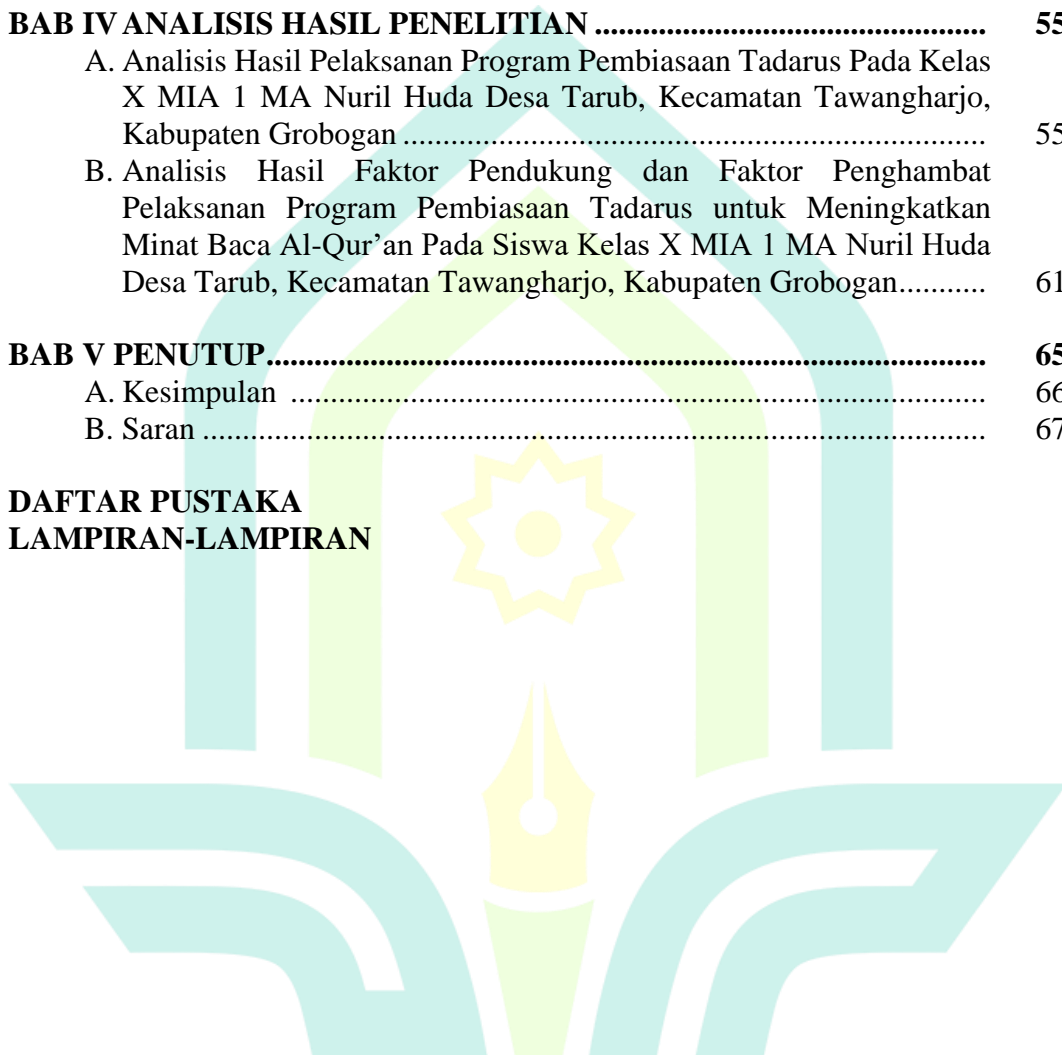 BAB IV ANALISIS HASIL PENELITIAN ................................................ 55
A. Analisis Hasil Pelaksanan Program Pembiasaan Tadarus Pada Kelas
X MIA 1 MA Nuril Huda Desa Tarub, Kecamatan Tawangharjo,
Kabupaten Grobogan .......................................................................... 55
B. Analisis Hasil Faktor Pendukung dan Faktor Penghambat
Pelaksanan Program Pembiasaan Tadarus untuk Meningkatkan
Minat Baca Al-Qur’an Pada Siswa Kelas X MIA 1 MA Nuril Huda
Desa Tarub, Kecamatan Tawangharjo, Kabupaten Grobogan........... 61
BAB V PENUTUP........................................................................................ 65
A. Kesimpulan ........................................................................................ 66
B. Saran ................................................................................................... 67
DAFTAR PUSTAKA
LAMPIRAN-LAMPIRAN